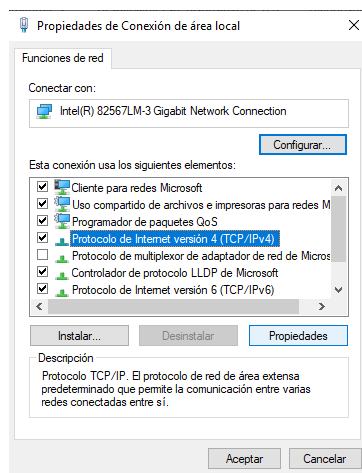 Propiedades de Conexión de área local
Funciones de red
Conectar con:
Intel(R) 82567LM-3 Gigabit Network Connection
Configurar...
Esta conexión usa los siguientes elementos:
Cliente para redes Microsoft
Uso compartido de archivos e impresoras para redes M
Programador de paquetes QoS
Protocolo de Internet versión 4 (TCP/IPv4)
Protocolo de multiplexor de adaptador de red de Micros
Controlador de protocolo LLDP de Microsoft
Protocolo de Internet versión 6 (TCP/IPv6)
Instalar... Desinstalar Propiedades
Descripción
Protocolo TCP/IP. El protocolo de red de área extensa
predeterminado que permite la comunicación entre varias
redes conectadas entre sí.
Aceptar Cancelar